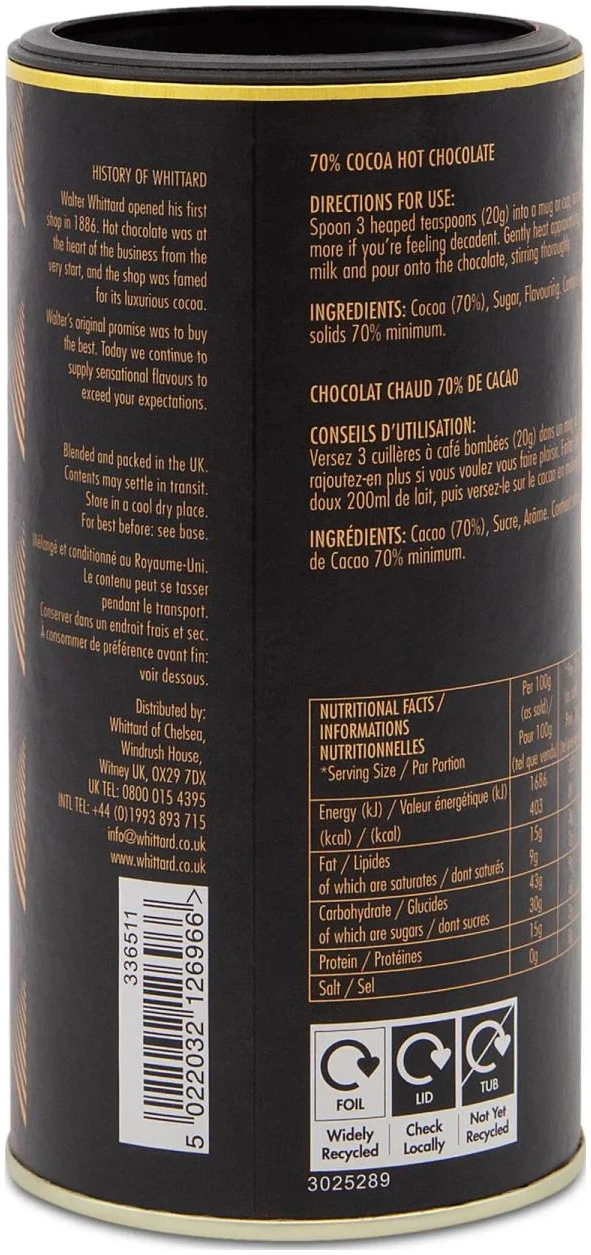 HISTORY OF WHITTARD
Walter Whittard opened his first
shop in 1886. Hot chocolate was at
the heart of the business from the
very start, and the shop was famed
for its luxurious cocoa.
Walter's original promise was to buy
the best. Today we continue to
supply sensational flavours to
exceed your expectations.
Blended and packed in the UK.
Contents may settle in transit.
Store in a cool dry place.
For best before: see base.
Mélangé et conditionné au Royaume-Uni.
Le contenu peut se tasser
pendant le transport.
Conserver dans un endroit frais et sec.
À consommer de préférence avant fin:
voir dessous.
Distributed by:
Whittard of Chelsea,
Windrush House,
Witney UK, OX29 7DX
UK TEL: 0800 015 4395
INTL TEL: +44 (0)1993 893 715
info@whittard.co.uk
www.whittard.co.uk
336511
5 022032 126966 >
70% COCOA HOT CHOCOLATE
DIRECTIONS FOR USE:
Spoon 3 heaped teaspoons (20g) into a mug or cup,
more if you're feeling decadent. Gently heat
milk and pour onto the chocolate, stirring thoroughly.
INGREDIENTS: Cocoa (70%), Sugar, Flavouring.
solids 70% minimum.
CHOCOLAT CHAUD 70% DE CACAO
CONSEILS D'UTILISATION:
Versez 3 cuillères à café bombées (20g) dans un mug
rajoutez-en plus si vous voulez vous faire plaisir.
doux 200ml de lait, puis versez-le sur le cacao en
INGRÉDIENTS: Cacao (70%), Sucre, Arôme.
de Cacao 70% minimum.
NUTRITIONAL FACTS /
INFORMATIONS
NUTRITIONNELLES
*Serving Size / Par Portion
Per 100g
(as sold)/
Pour 100g
(tel que vendu)
Energy (kJ) / Valeur énergétique (kJ) 1686
(kcal) / (kcal) 403
Fat / Lipides 15g
of which are saturates / dont saturés 9g
Carbohydrate / Glucides 43g
of which are sugars / dont sucres 30g
Protein / Protéines 15g
Salt / Sel 0g
FOIL
Widely
Recycled
LID
Check
Locally
TUB
Not Yet
Recycled
3025289